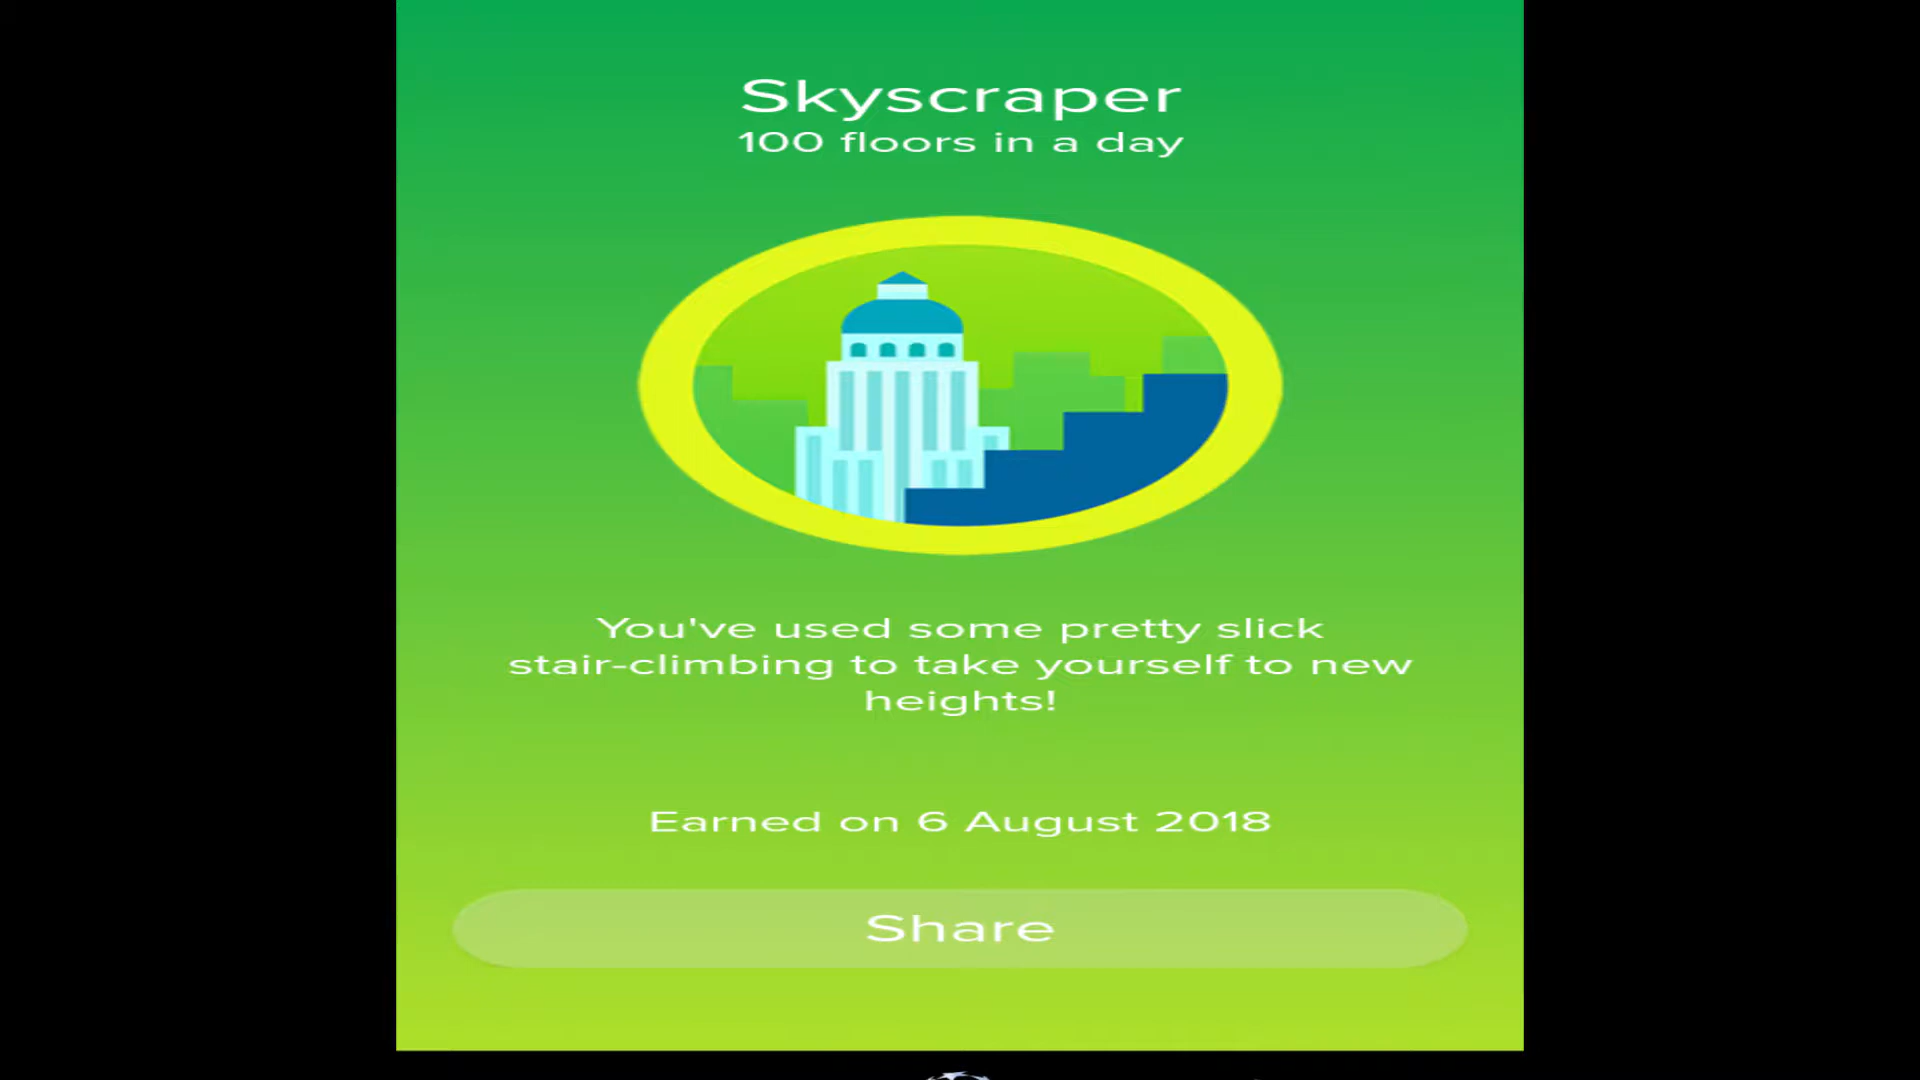 Skyscraper
100 floors in a day
You've used some pretty slick
stair-climbing to take yourself to new
heights!
Earned on 6 August 2018
Share